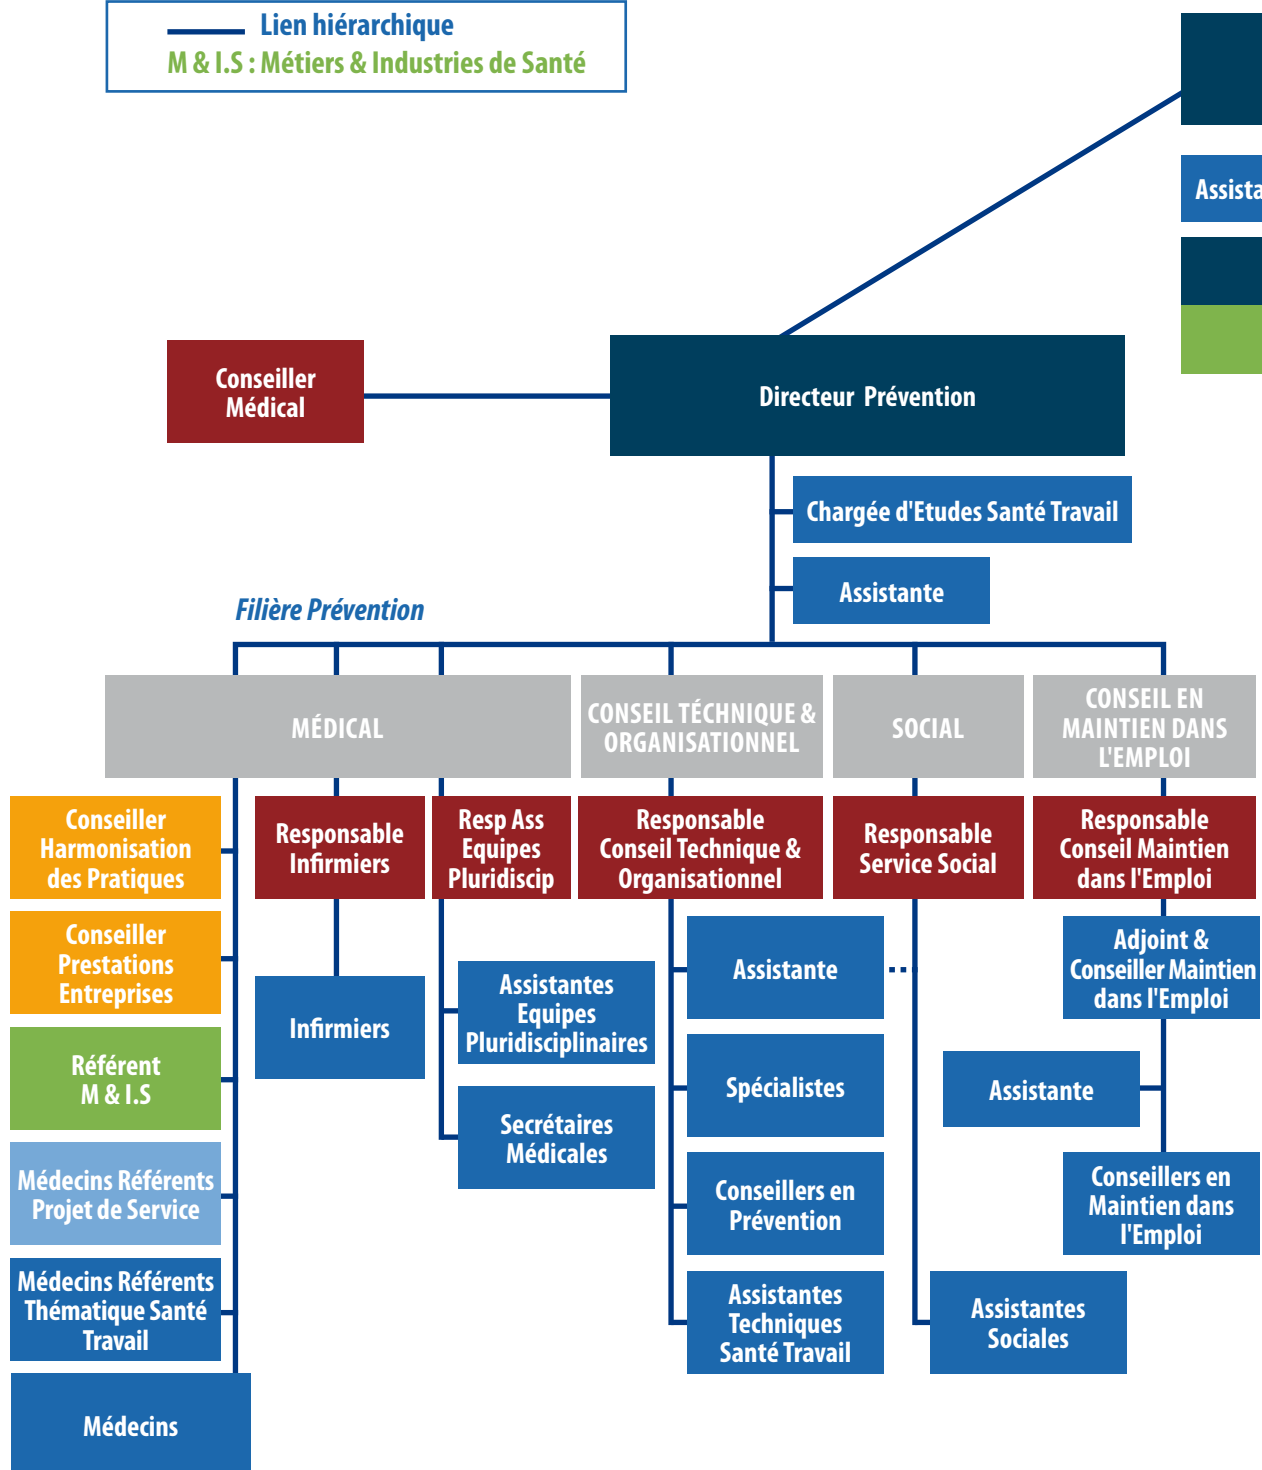 Lien hiérarchique
M & I.S : Métiers & Industries de Santé
Conseiller
Médical
Directeur Prévention
Chargée d'Etudes Santé Travail
Assistante
Filière Prévention
MÉDICAL
CONSEIL TÉCHNIQUE &
ORGANISATIONNEL
SOCIAL
CONSEIL EN
MAINTIEN DANS
L'EMPLOI
Conseiller
Harmonisation
des Pratiques
Responsable
Infirmiers
Resp Ass
Equipes
Pluridiscip
Responsable
Conseil Technique &
Organisationnel
Responsable
Service Social
Responsable
Conseil Maintien
dans l'Emploi
Conseiller
Prestations
Entreprises
Infirmiers
Assistantes
Equipes
Pluridisciplinaires
Assistante
Adjoint &
Conseiller Maintien
dans l'Emploi
Référent
M & I.S
Secrétaires
Médicales
Spécialistes
Assistante
Médecins Référents
Projet de Service
Conseillers en
Prévention
Conseillers en
Maintien dans
l'Emploi
Médecins Référents
Thématique Santé
Travail
Assistantes
Techniques
Santé Travail
Assistantes
Sociales
Médecins